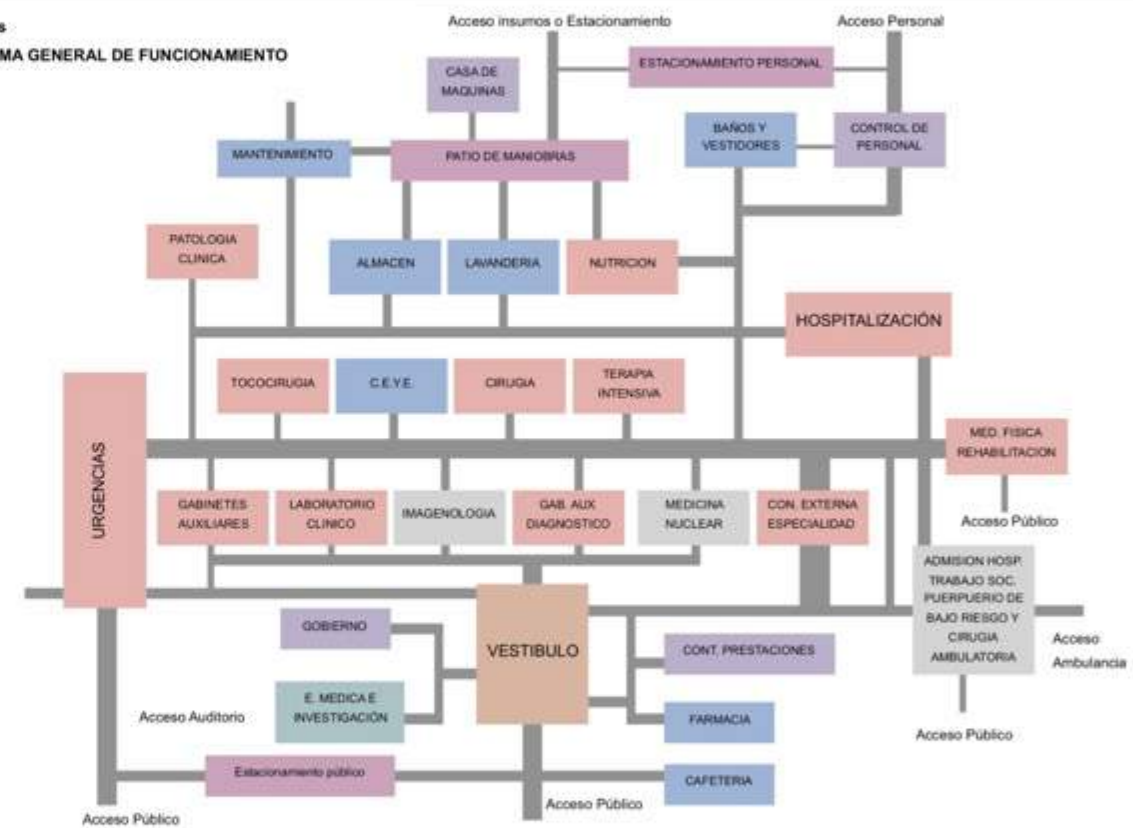 s
MA GENERAL DE FUNCIONAMIENTO
Acceso insumos o Estacionamiento
Acceso Personal
ESTACIONAMIENTO PERSONAL
CASA DE
MAQUINAS
MANTENIMIENTO
PATIO DE MANIOBRAS
BAÑOS Y
VESTIDORES
CONTROL DE
PERSONAL
PATOLOGIA
CLINICA
ALMACEN
LAVANDERIA
NUTRICION
HOSPITALIZACIÓN
TOCOCIRUGIA
C.E.Y.E.
CIRUGIA
TERAPIA
INTENSIVA
URGENCIAS
MED. FISICA
REHABILITACION
Acceso Público
GABINETES
AUXILIARES
LABORATORIO
CLINICO
IMAGENOLOGIA
GAB. AUX
DIAGNOSTICO
MEDICINA
NUCLEAR
CON. EXTERNA
ESPECIALIDAD
ADMISION HOSP.
TRABAJO SOC.
PUERPUERIO DE
BAJO RIESGO Y
CIRUGIA
AMBULATORIA
Acceso
Ambulancia
Acceso Público
GOBIERNO
VESTIBULO
CONT. PRESTACIONES
E. MEDICA E
INVESTIGACIÓN
Acceso Auditorio
FARMACIA
Estacionamiento público
CAFETERIA
Acceso Público
Acceso Público